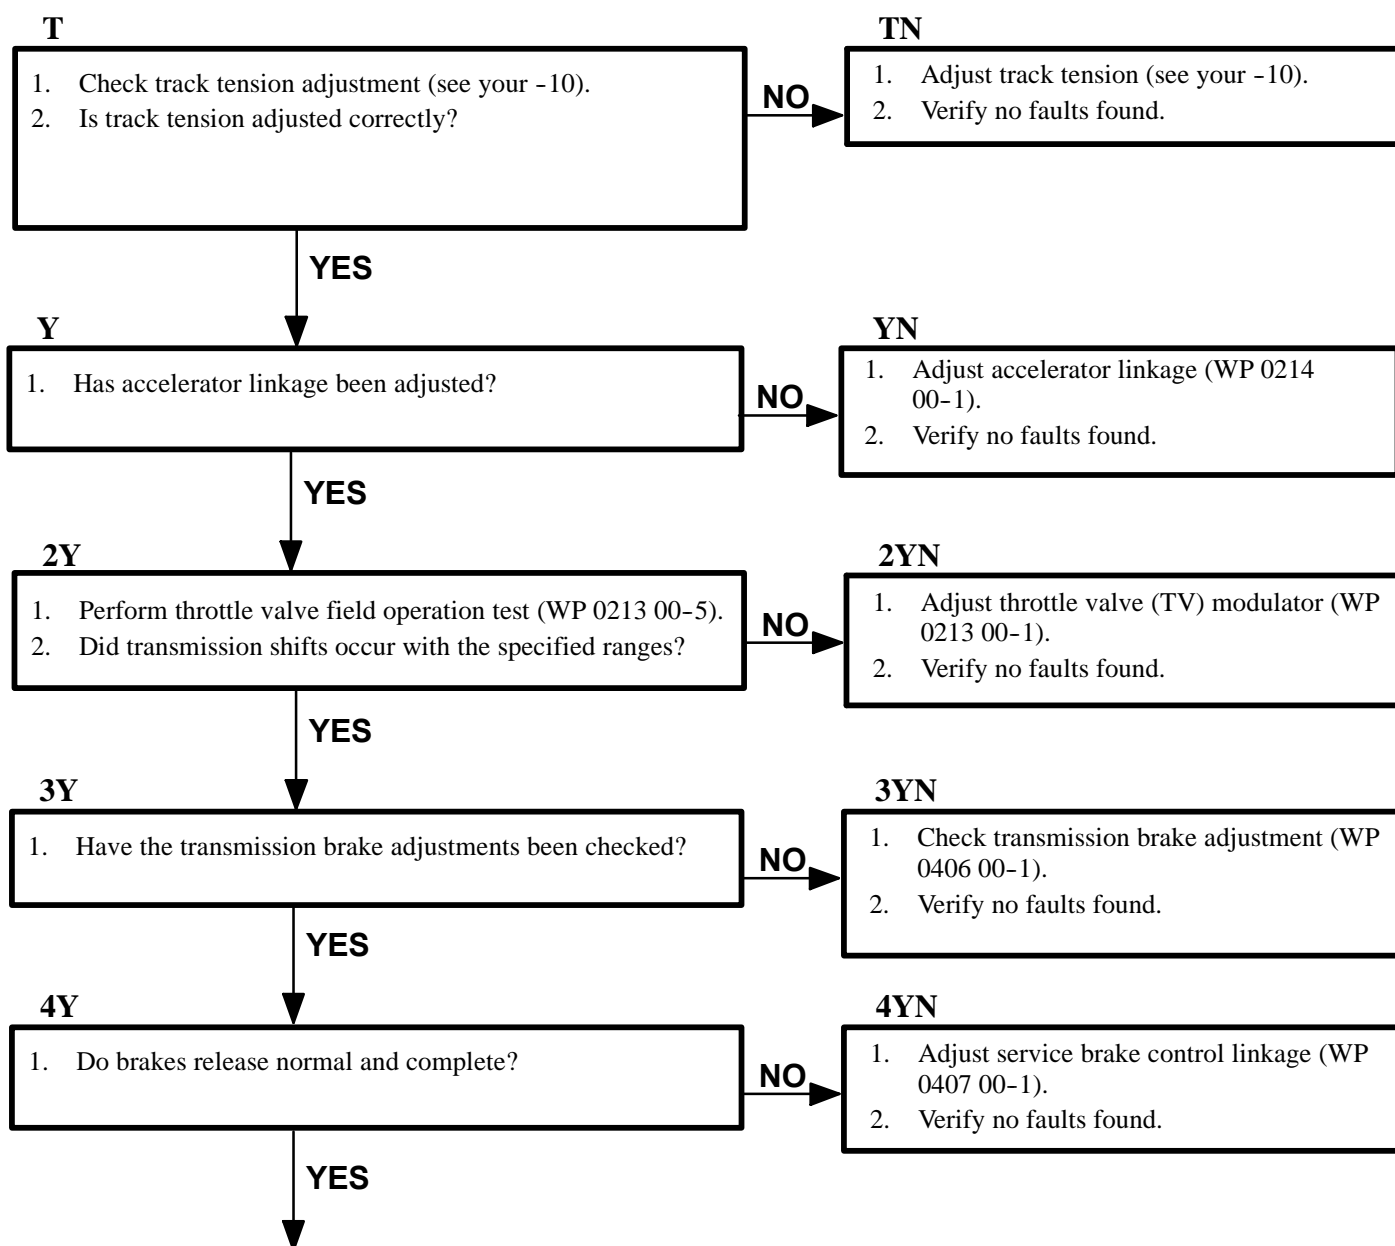 T
1. Check track tension adjustment (see your -10).
2. Is track tension adjusted correctly?
NO
TN
1. Adjust track tension (see your -10).
2. Verify no faults found.
YES
Y
1. Has accelerator linkage been adjusted?
NO
YN
1. Adjust accelerator linkage (WP 0214
00-1).
2. Verify no faults found.
YES
2Y
1. Perform throttle valve field operation test (WP 0213 00-5).
2. Did transmission shifts occur with the specified ranges?
NO
2YN
1. Adjust throttle valve (TV) modulator (WP
0213 00-1).
2. Verify no faults found.
YES
3Y
1. Have the transmission brake adjustments been checked?
NO
3YN
1. Check transmission brake adjustment (WP
0406 00-1).
2. Verify no faults found.
YES
4Y
1. Do brakes release normal and complete?
NO
4YN
1. Adjust service brake control linkage (WP
0407 00-1).
2. Verify no faults found.
YES